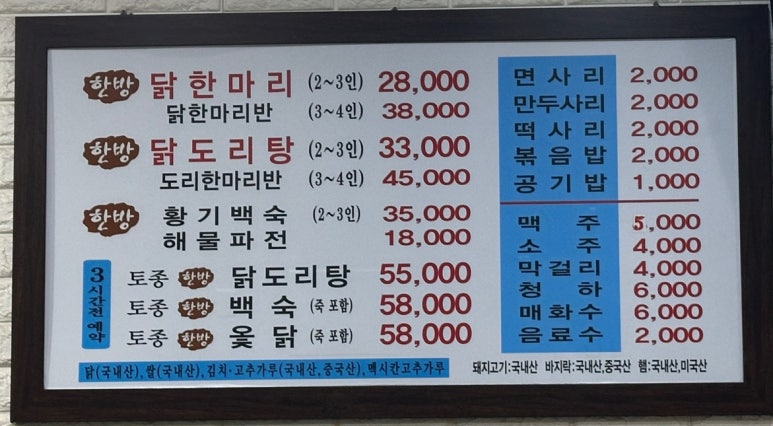 한방 닭한마리 (2~3인) 28,000
닭한마리반 (3~4인) 38,000
한방 닭도리탕 (2~3인) 33,000
도리한마리반 (3~4인) 45,000
한방 황기백숙 (2~3인) 35,000
해물파전 18,000
3시간전 예약
토종 한방 닭도리탕 55,000
토종 한방 백숙 (죽 포함) 58,000
토종 한방 옻닭 (죽 포함) 58,000
닭(국내산),쌀(국내산),김치·고추가루(국내산,중국산),멕시칸고추가루
면사리 2,000
만두사리 2,000
떡사리 2,000
볶음밥 2,000
공기밥 1,000
맥주 5,000
소주 4,000
막걸리 4,000
청하 6,000
매화수 6,000
음료수 2,000
돼지고기:국내산 바지락:국내산,중국산 햄:국내산,미국산